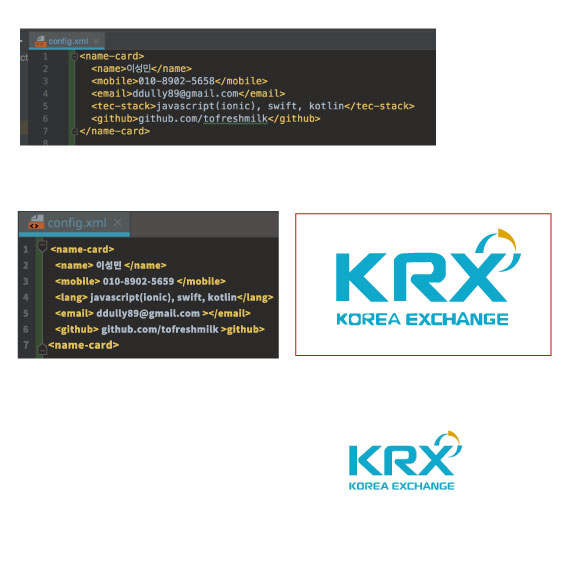 config.xml ×
1 <name-card>
2 <name>이성민</name>
3 <mobile>010-8902-5658</mobile>
4 <email>ddully89@gmail.com</email>
5 <tec-stack>javascript(ionic), swift, kotlin</tec-stack>
6 <github>github.com/tofreshmilk</github>
7 </name-card>
8
config.xml ×
1 <name-card>
2 <name> 이성민 </name>
3 <mobile> 010-8902-5659 </mobile>
4 <lang> javascript(ionic), swift, kotlin</lang>
5 <email> ddully89@gmail.com ></email>
6 <github> github.com/tofreshmilk >github>
7 <name-card>
KRX
KOREA EXCHANGE
KRX
KOREA EXCHANGE